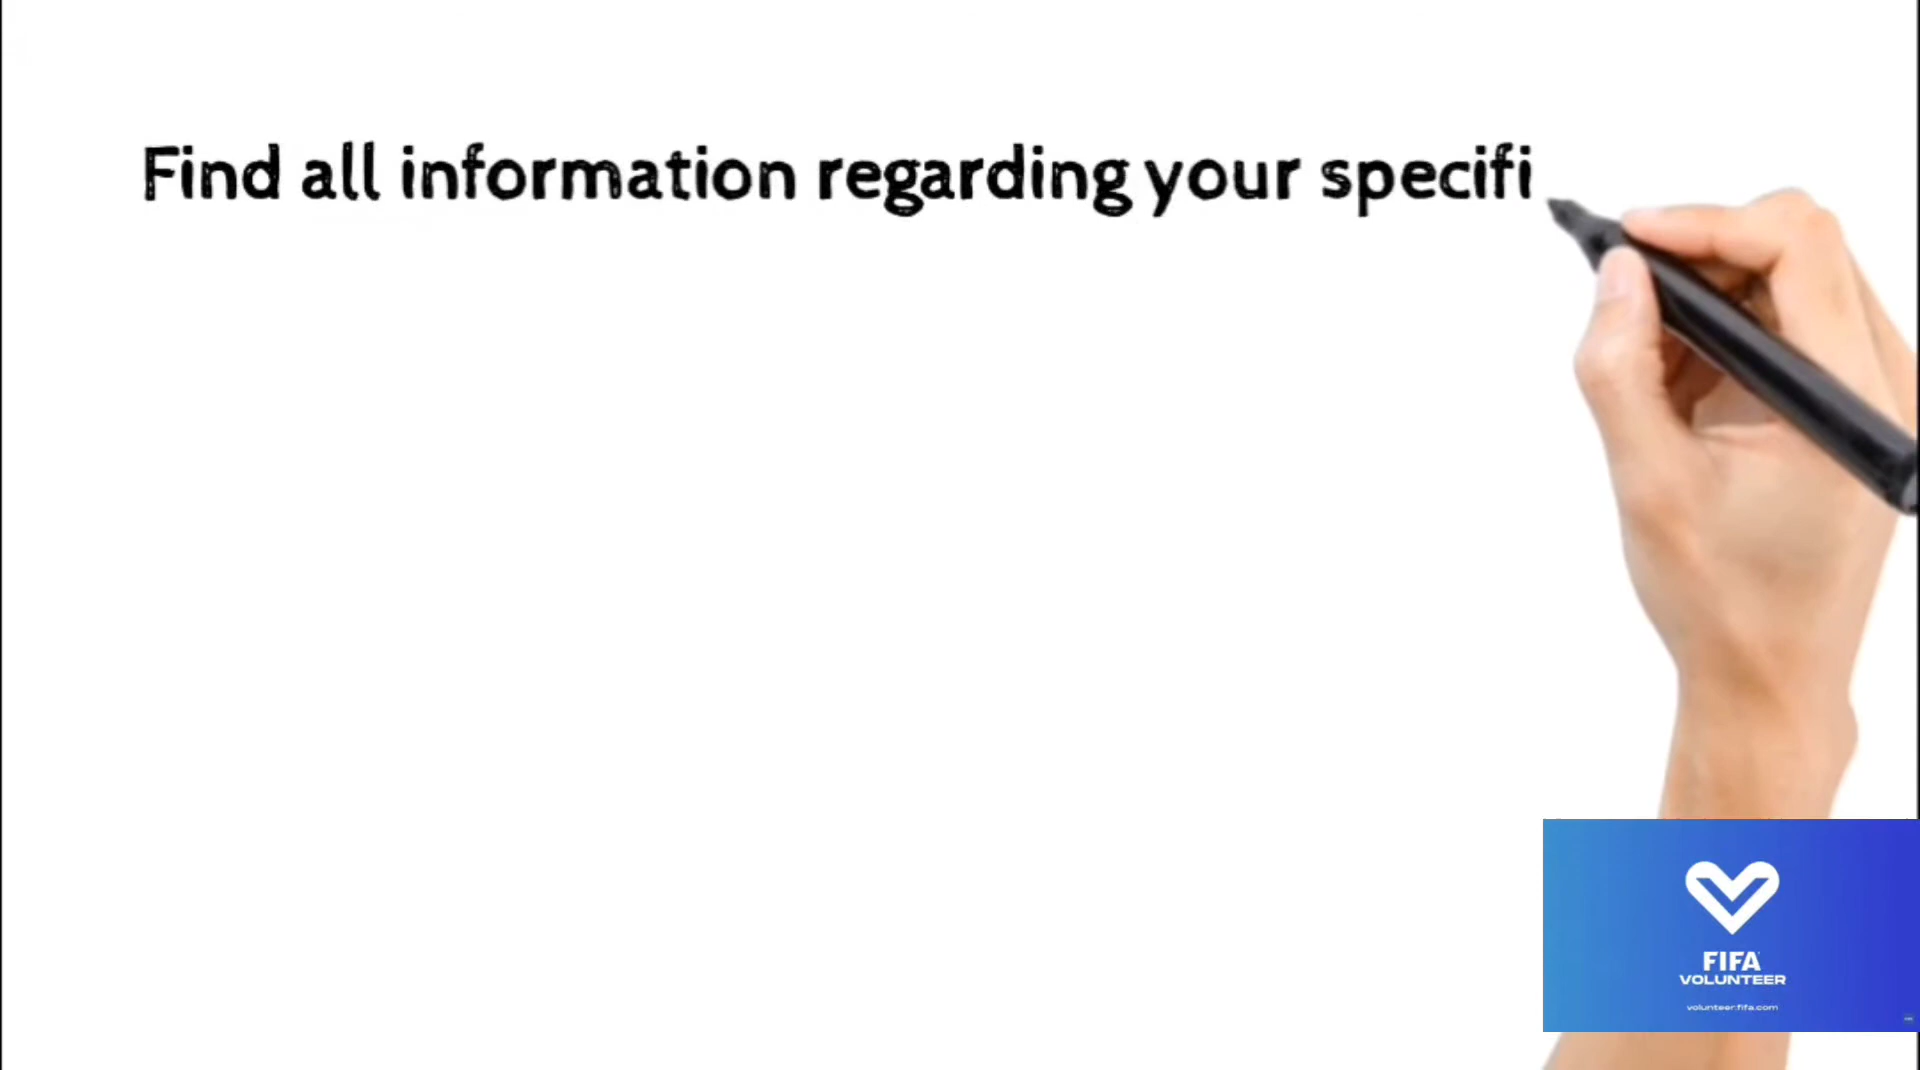 Find all information regarding your specifi
FIFA
VOLUNTEER
volunteer.fifa.com